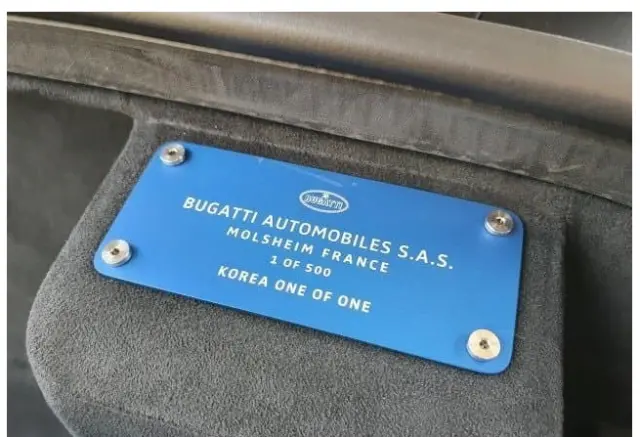 BUGATTI
BUGATTI AUTOMOBILES S.A.S.
MOLSHEIM FRANCE
1 OF 500
KOREA ONE OF ONE